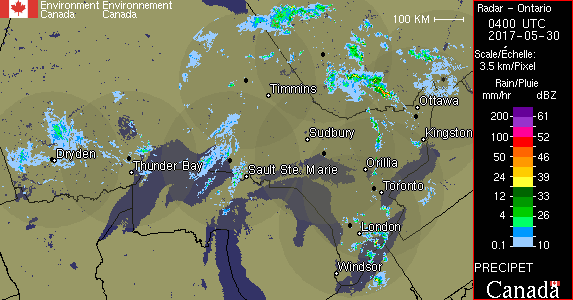 Environment Environnement
Canada Canada
100 KM
Timmins
Ottawa
Sudbury
Kingston
Dryden
Thunder Bay
Sault Ste. Marie
Orillia
Toronto
London
Windsor
Radar - Ontario
0400 UTC
2017-05-30
Scale/Échelle:
3.5 km/Pixel
Rain/Pluie
mm/hr dBZ
200 61
100 52
50 46
24 39
12 33
4 26
0.1 10
PRECIPET
Canada